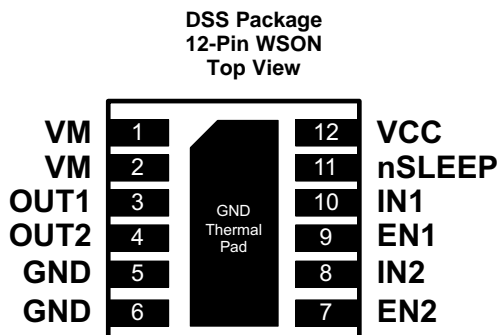 DSS Package
12-Pin WSON
Top View
VM 1 12 VCC
VM 2 11 nSLEEP
OUT1 3 10 IN1
OUT2 4 9 EN1
GND 5 8 IN2
GND 6 7 EN2
GND
Thermal
Pad